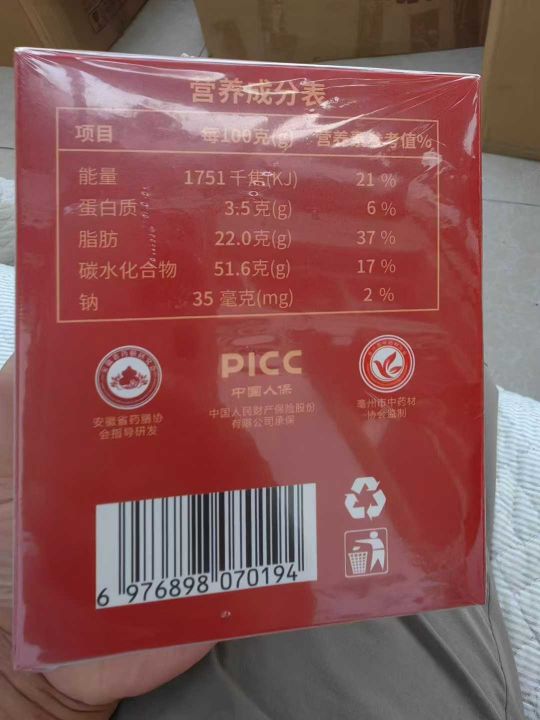 营养成分表
项目 每100克(g) 营养素参考值%
能量 1751千焦(KJ) 21 %
蛋白质 3.5克(g) 6 %
脂肪 22.0克(g) 37 %
碳水化合物 51.6克(g) 17 %
钠 35 毫克(mg) 2 %
PICC
中国人保
安徽省药膳协
会指导研发
中国人民财产保险股份
有限公司承保
亳州市中药材
协会监制
6 976898 070194